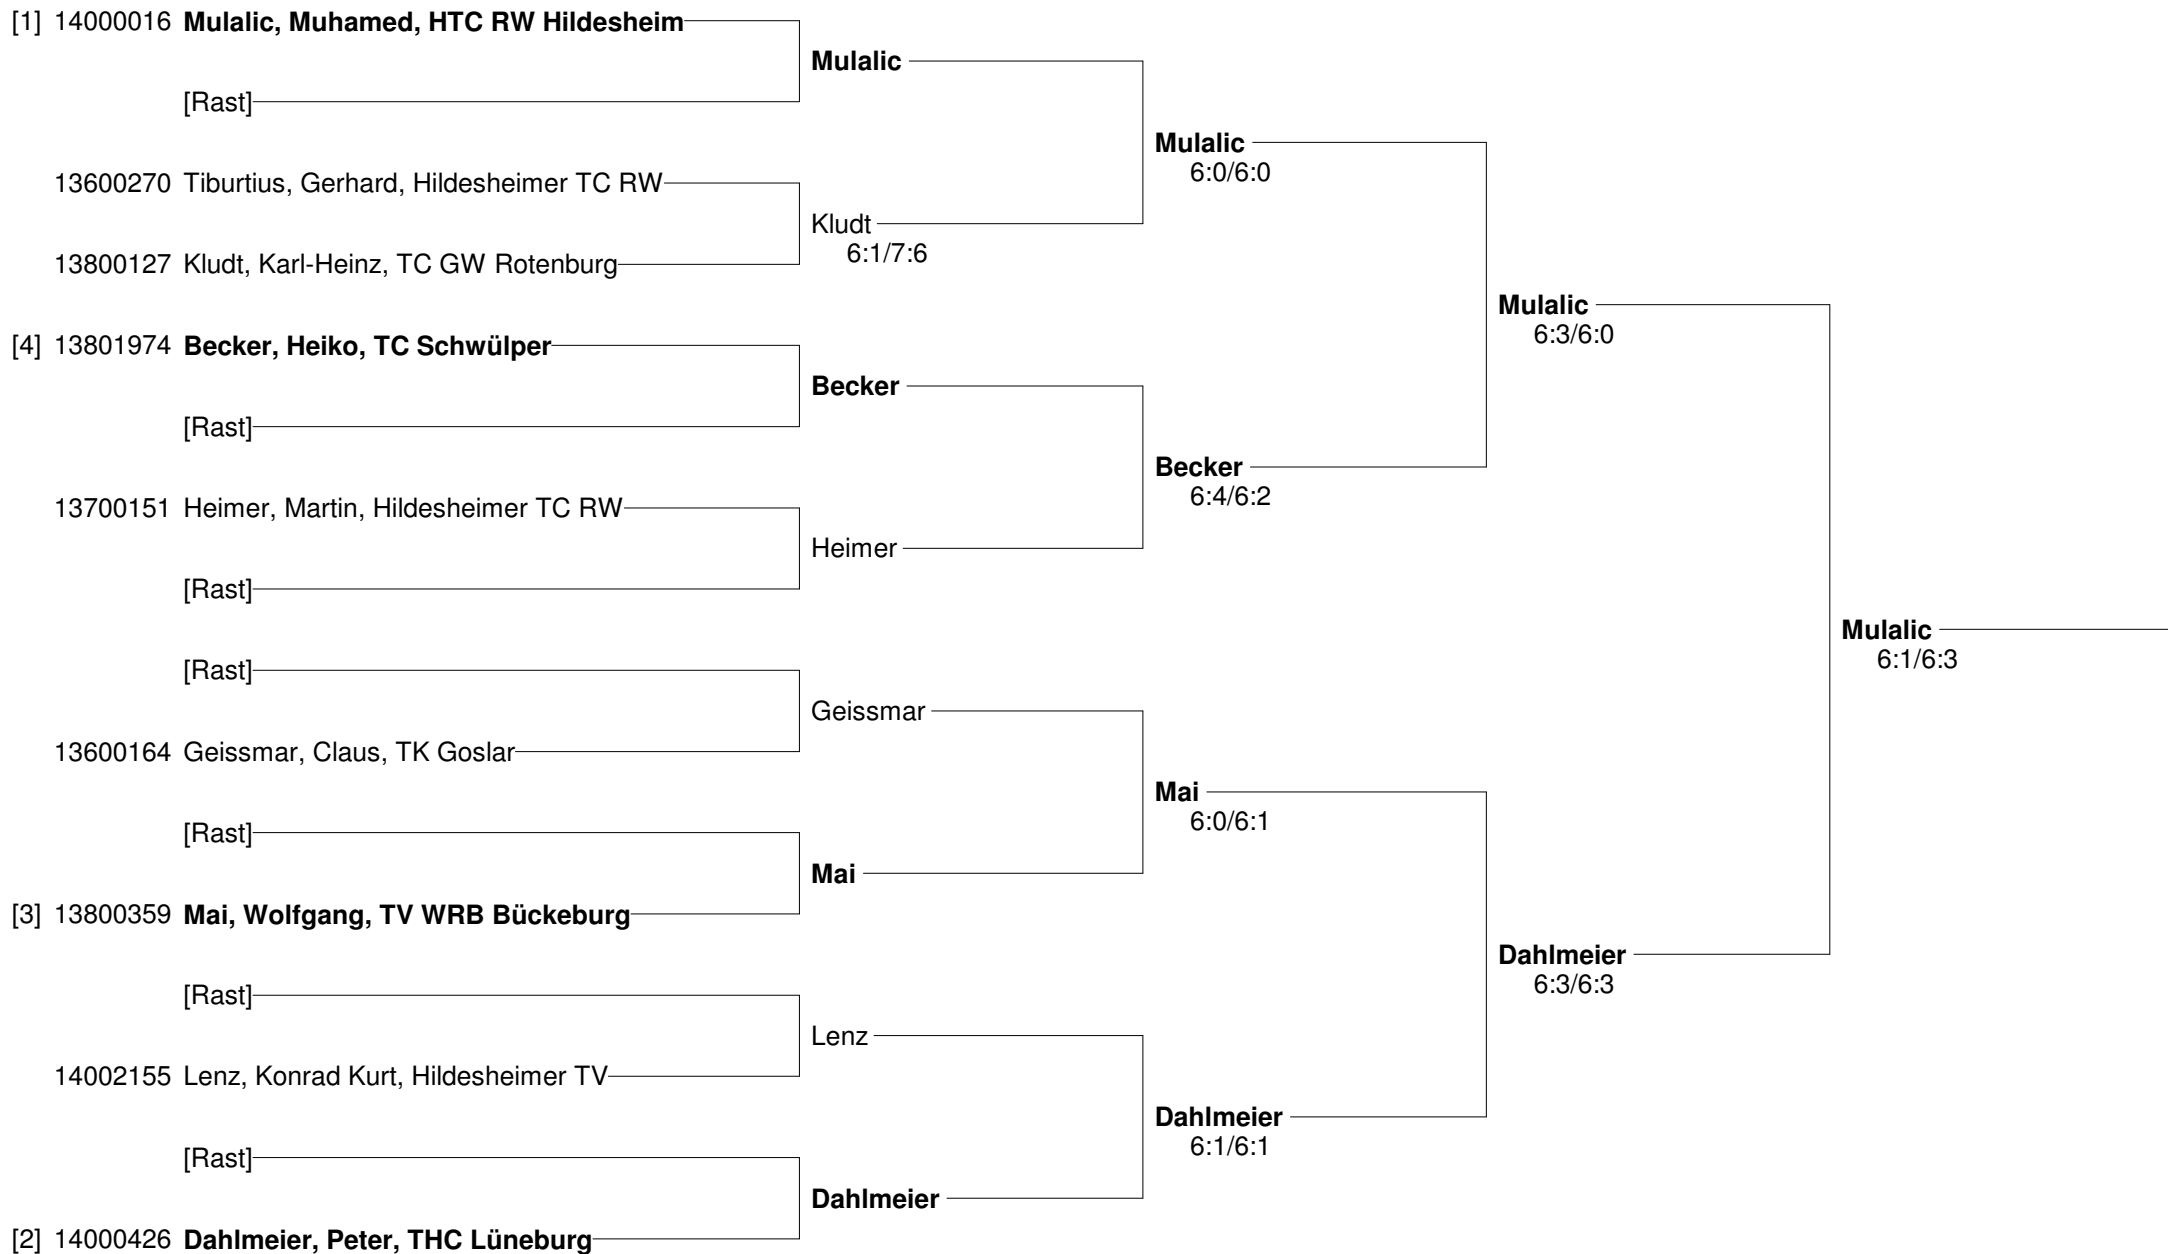 [1] 14000016 Mulalic, Muhamed, HTC RW Hildesheim
Mulalic
[Rast]
Mulalic
6:0/6:0
13600270 Tiburtius, Gerhard, Hildesheimer TC RW
Kludt
6:1/7:6
13800127 Kludt, Karl-Heinz, TC GW Rotenburg
Mulalic
6:3/6:0
[4] 13801974 Becker, Heiko, TC Schwülper
Becker
[Rast]
Becker
6:4/6:2
13700151 Heimer, Martin, Hildesheimer TC RW
Heimer
[Rast]
Mulalic
6:1/6:3
[Rast]
Geissmar
13600164 Geissmar, Claus, TK Goslar
Mai
6:0/6:1
[Rast]
Mai
[3] 13800359 Mai, Wolfgang, TV WRB Bückeburg
Dahlmeier
6:3/6:3
[Rast]
Lenz
14002155 Lenz, Konrad Kurt, Hildesheimer TV
Dahlmeier
6:1/6:1
[Rast]
Dahlmeier
[2] 14000426 Dahlmeier, Peter, THC Lüneburg